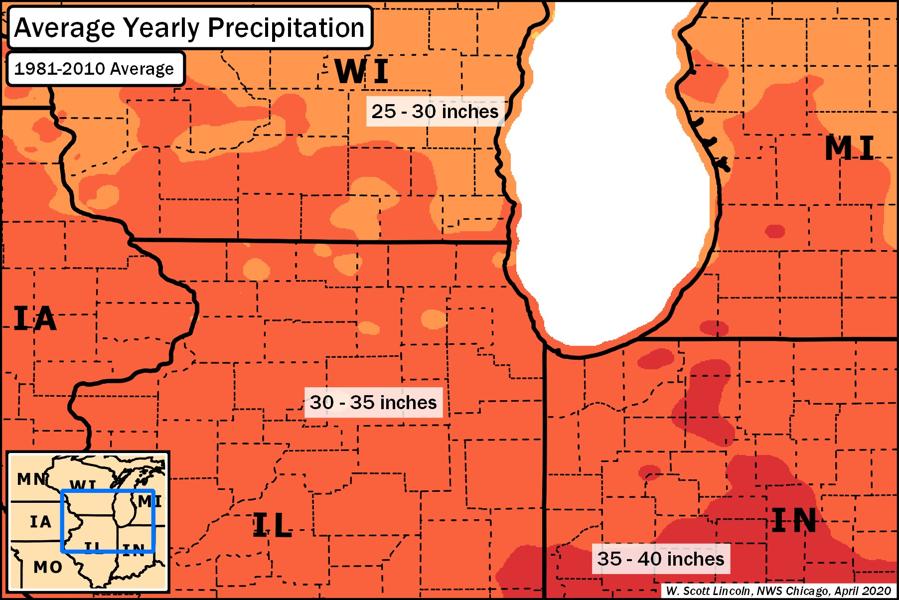 Average Yearly Precipitation
1981-2010 Average
WI
25 - 30 inches
MI
IA
30 - 35 inches
IL
IN
35 - 40 inches
MN
WI
MI
IA
IL
IN
MO
W. Scott Lincoln, NWS Chicago, April 2020